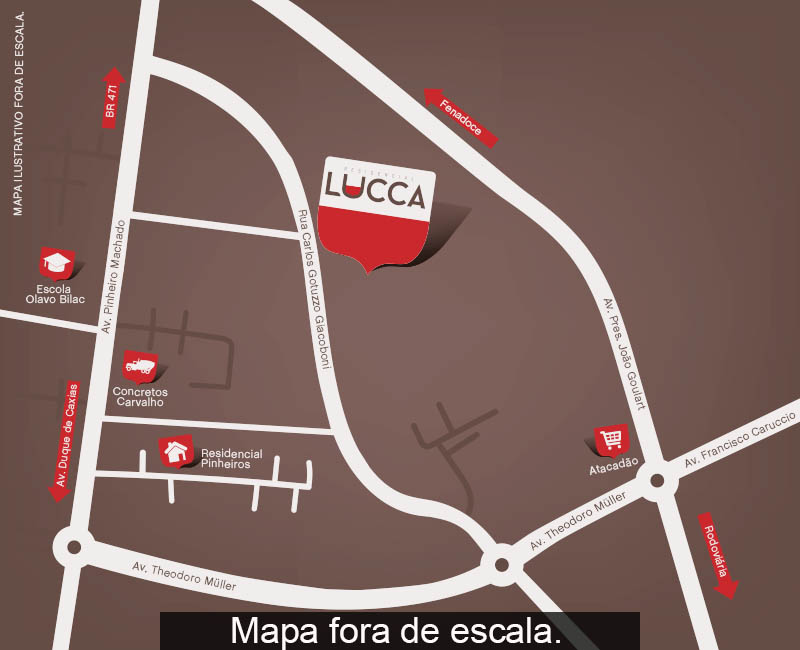 MAPA ILUSTRATIVO FORA DE ESCALA.
BR 471
Fenadoce
RESIDENCIAL
LUCCA
Rua Carlos Gotuzzo Giacoboni
Av. Pinheiro Machado
Escola
Olavo Bilac
Av. Pres. João Goulart
Concretos
Carvalho
Av. Duque de Caxias
Residencial
Pinheiros
Atacadão
Av. Francisco Caruccio
Av. Theodoro Müller
Rodoviária
Av. Theodoro Müller
Mapa fora de escala.